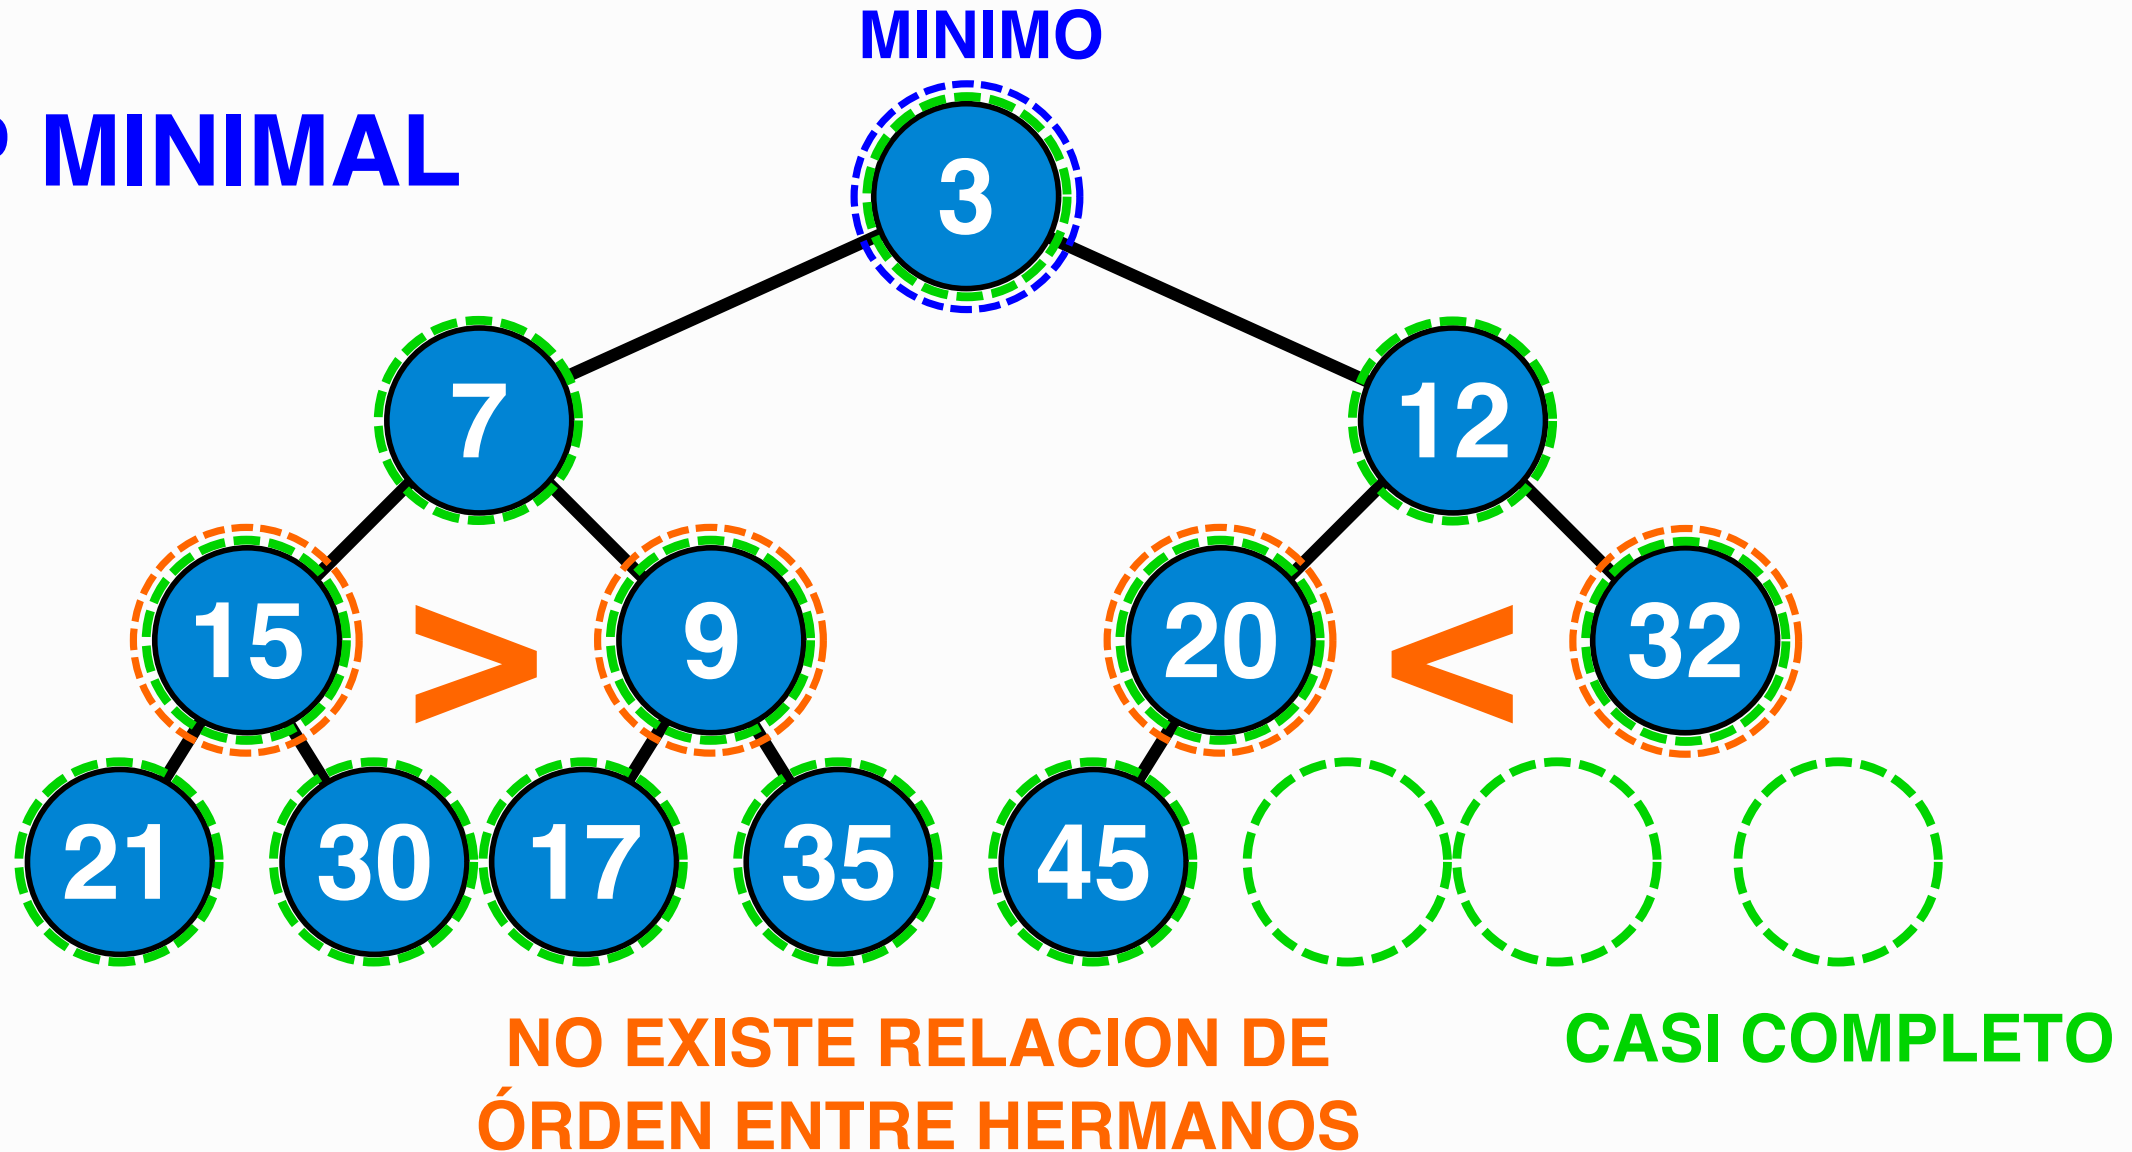 MINIMO
P MINIMAL
3
7 12
15 > 9 20 < 32
21 30 17 35 45
NO EXISTE RELACION DE
ÓRDEN ENTRE HERMANOS
CASI COMPLETO